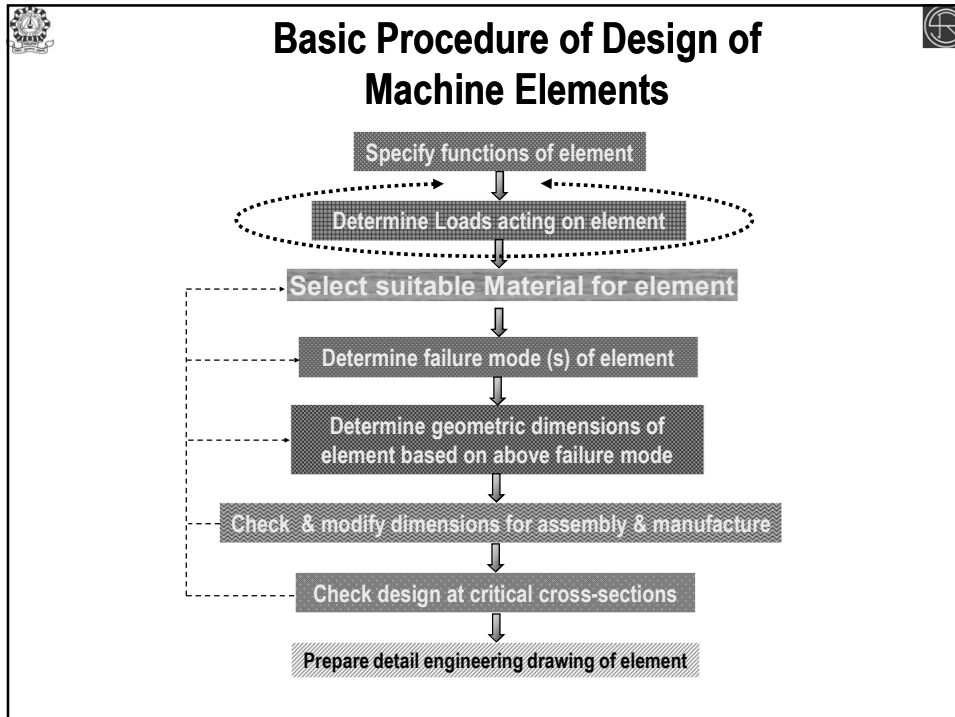 Basic Procedure of Design of
Machine Elements
Specify functions of element
Determine Loads acting on element
Select suitable Material for element
Determine failure mode (s) of element
Determine geometric dimensions of
element based on above failure mode
Check & modify dimensions for assembly & manufacture
Check design at critical cross-sections
Prepare detail engineering drawing of element